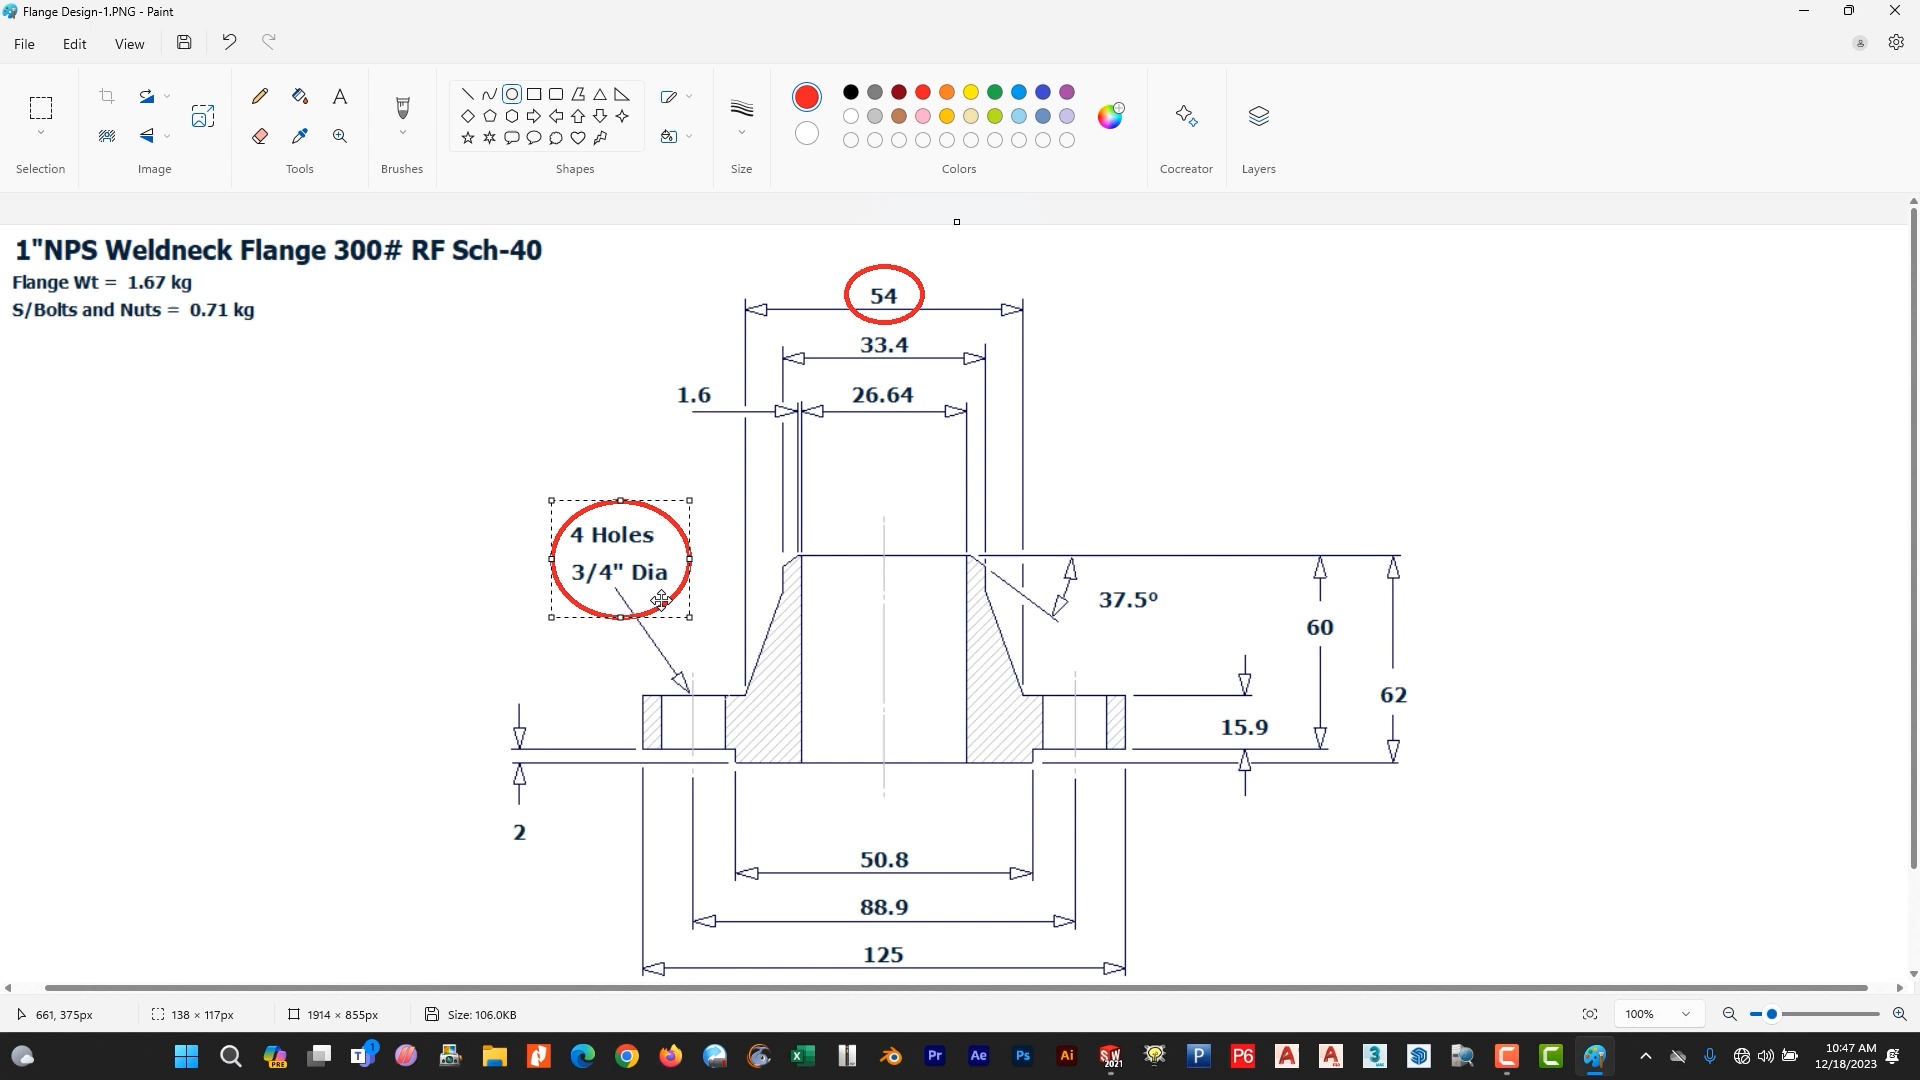 Flange Design-1.PNG - Paint
File Edit View
Selection Image Tools Brushes Shapes Size Colors Cocreator Layers
1"NPS Weldneck Flange 300# RF Sch-40
Flange Wt = 1.67 kg
S/Bolts and Nuts = 0.71 kg
54
33.4
1.6 26.64
4 Holes
3/4" Dia
37.5º
60
62
15.9
2
50.8
88.9
125
661, 375px 138 × 117px 1914 × 855px Size: 106.0KB 100%
10:47 AM
12/18/2023